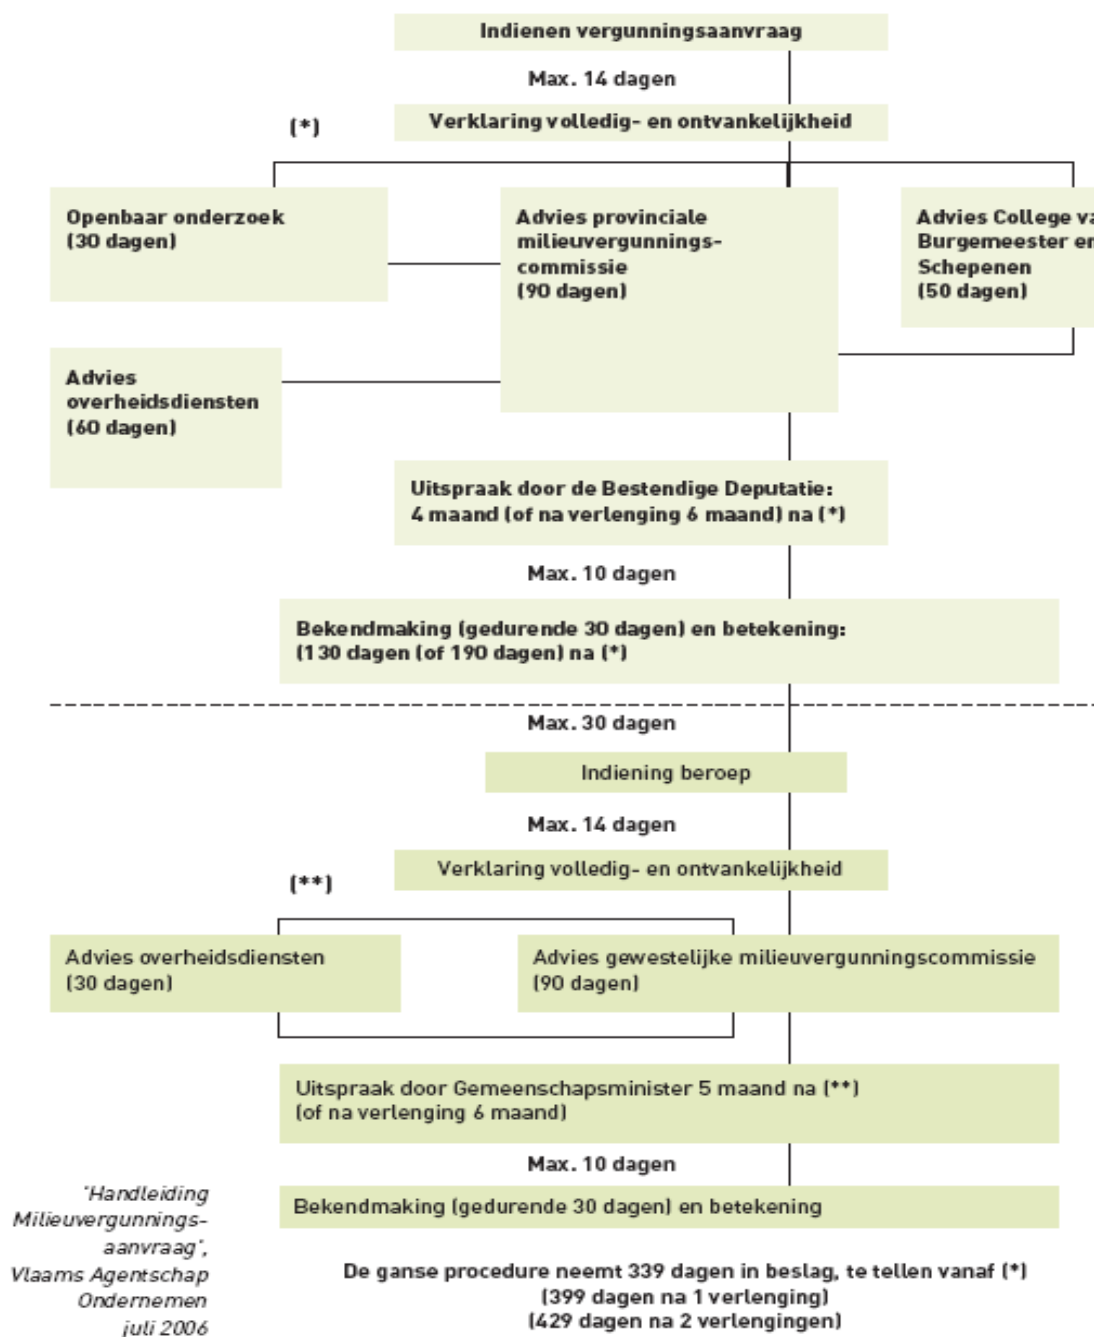 Indienen vergunningsaanvraag
Max. 14 dagen
(*)
Verklaring volledig- en ontvankelijkheid
Openbaar onderzoek
(30 dagen)
Advies provinciale
milieuvergunnings-
commissie
(90 dagen)
Advies College va
Burgemeester en
Schepenen
(50 dagen)
Advies
overheidsdiensten
(60 dagen)
Uitspraak door de Bestendige Deputatie:
4 maand (of na verlenging 6 maand) na (*)
Max. 10 dagen
Bekendmaking (gedurende 30 dagen) en betekening:
(130 dagen (of 190 dagen) na (*)
Max. 30 dagen
Indiening beroep
Max. 14 dagen
Verklaring volledig- en ontvankelijkheid
(**)
Advies overheidsdiensten
(30 dagen)
Advies gewestelijke milieuvergunningscommissie
(90 dagen)
Uitspraak door Gemeenschapsminister 5 maand na (**)
(of na verlenging 6 maand)
Max. 10 dagen
Bekendmaking (gedurende 30 dagen) en betekening
"Handleiding
Milieuvergunnings-
aanvraag",
Vlaams Agentschap
Ondernemen
juli 2006
De ganse procedure neemt 339 dagen in beslag, te tellen vanaf (*)
(399 dagen na 1 verlenging)
(429 dagen na 2 verlengingen)